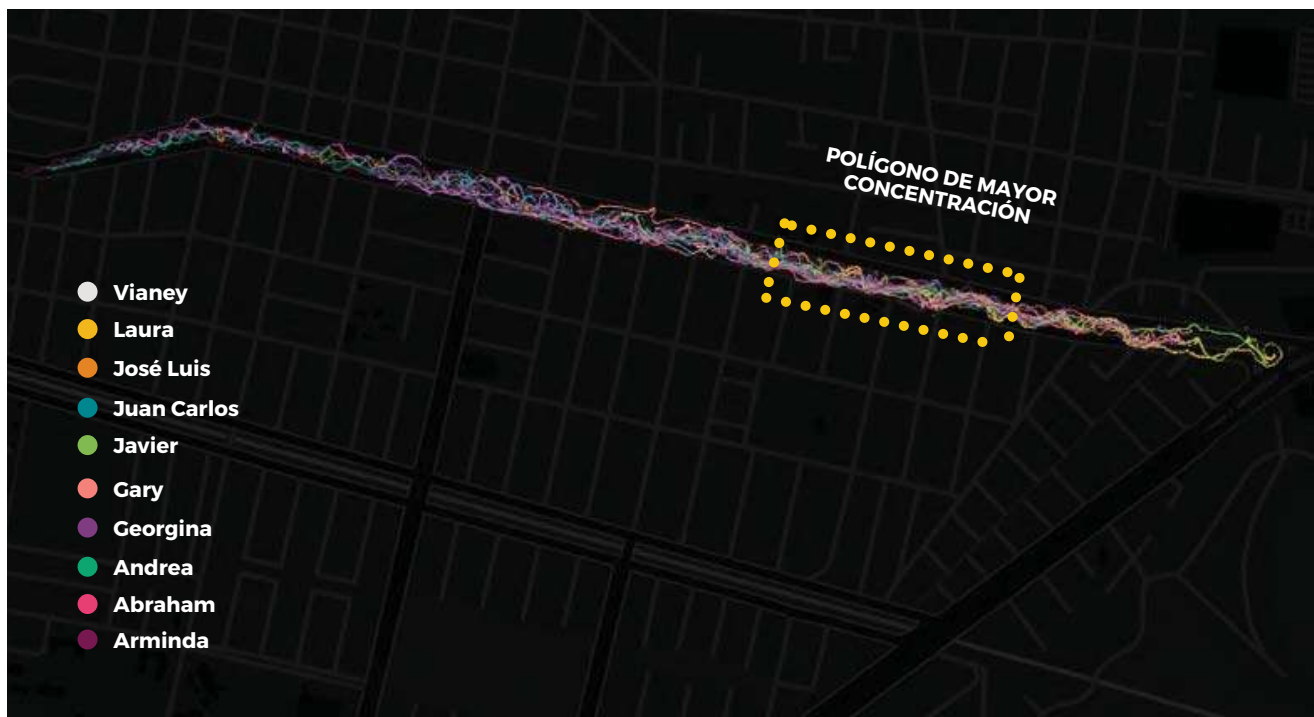 POLÍGONO DE MAYOR
CONCENTRACIÓN
Vianey
Laura
José Luis
Juan Carlos
Javier
Gary
Georgina
Andrea
Abraham
Arminda